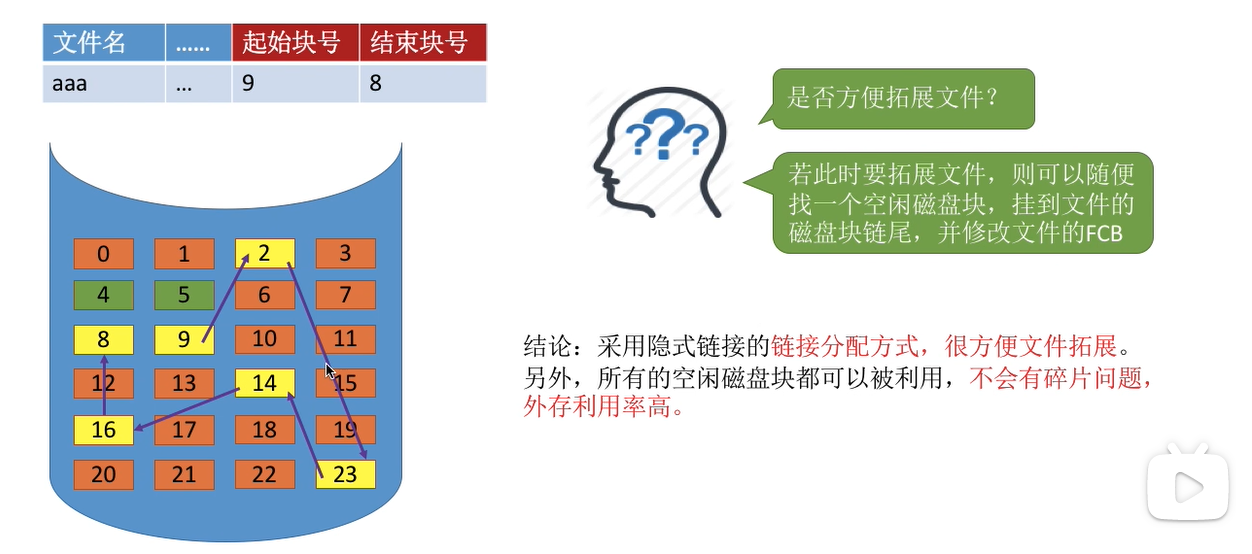 文件名 …… 起始块号 结束块号
aaa … 9 8
是否方便拓展文件？
若此时要拓展文件，则可以随便
找一个空闲磁盘块，挂到文件的
磁盘块链尾，并修改文件的FCB
? ? ?
0 1 2 3
4 5 6 7
8 9 10 11
12 13 14 15
16 17 18 19
20 21 22 23
结论：采用隐式链接的链接分配方式，很方便文件拓展。
另外，所有的空闲磁盘块都可以被利用，不会有碎片问题，
外存利用率高。